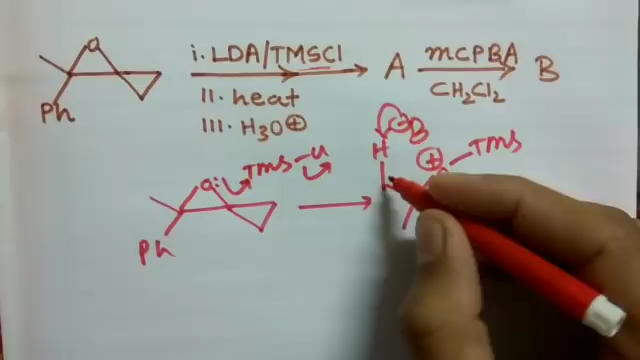 O i. LDA/TMSCl A mCPBA B
Ph II. heat CH2Cl2
III. H3O⊕
H ⊖B
O: TMS-Cl ⊕ TMS
Ph